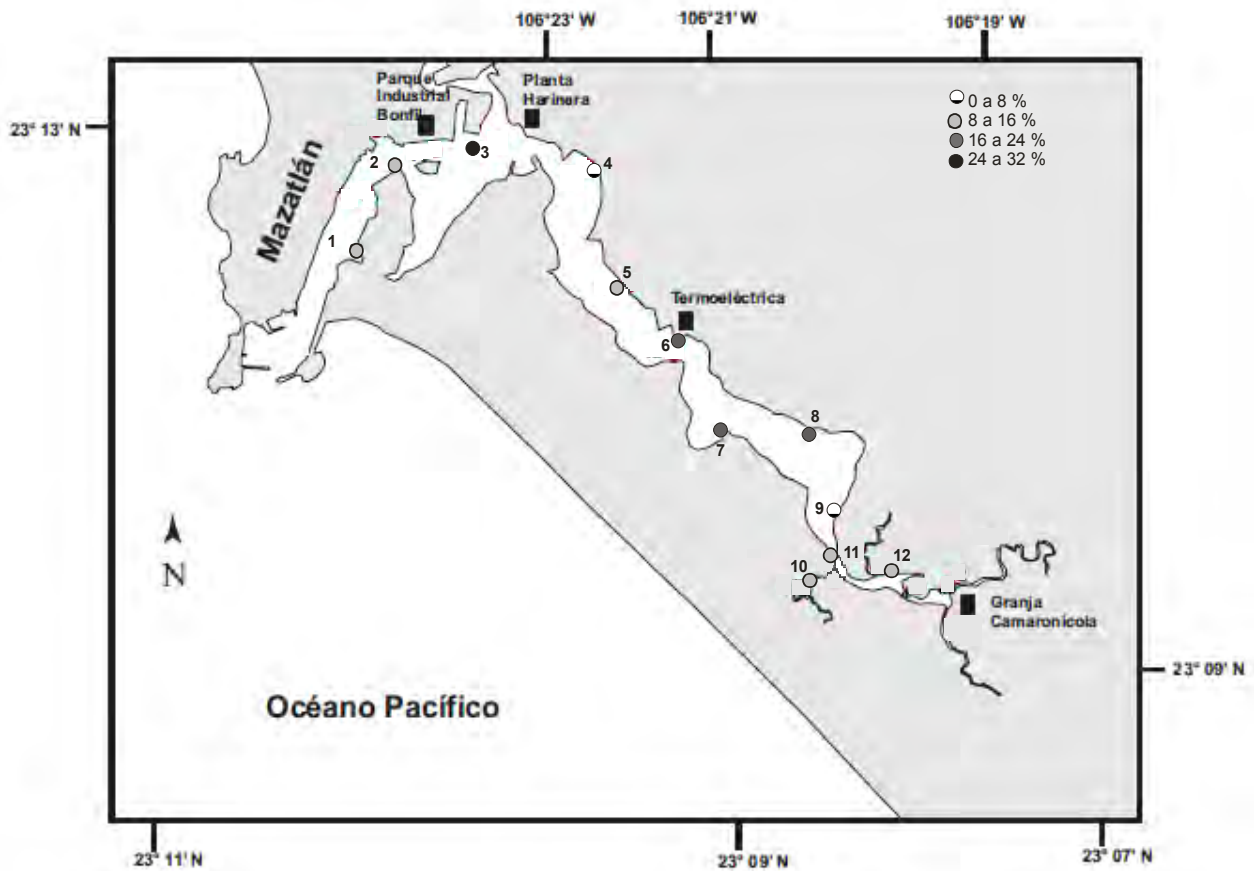 106°23' W
106°21' W
106°19' W
23° 13' N
Parque
Industrial
Bonfil
Planta
Harinera
0 a 8 %
8 a 16 %
16 a 24 %
24 a 32 %
Mazatlán
1
2
3
4
5
Termoeléctrica
6
7
8
9
10
11
12
Granja
Camaronícola
N
Océano Pacífico
23° 09' N
23° 11' N
23° 09' N
23° 07' N